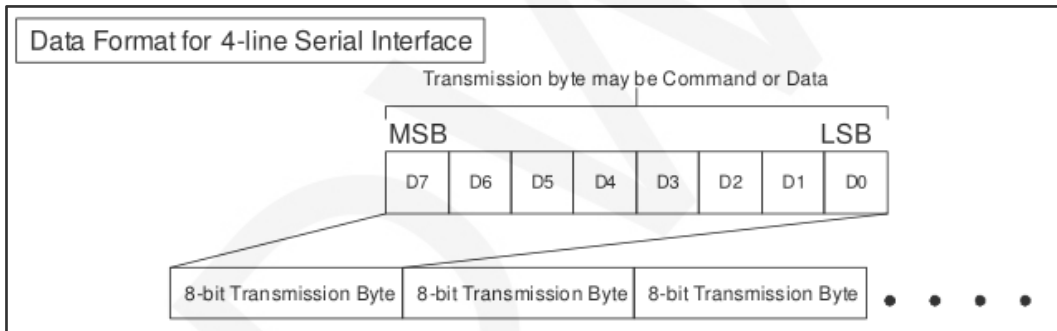 Data Format for 4-line Serial Interface
Transmission byte may be Command or Data
MSB LSB
D7 D6 D5 D4 D3 D2 D1 D0
8-bit Transmission Byte 8-bit Transmission Byte 8-bit Transmission Byte